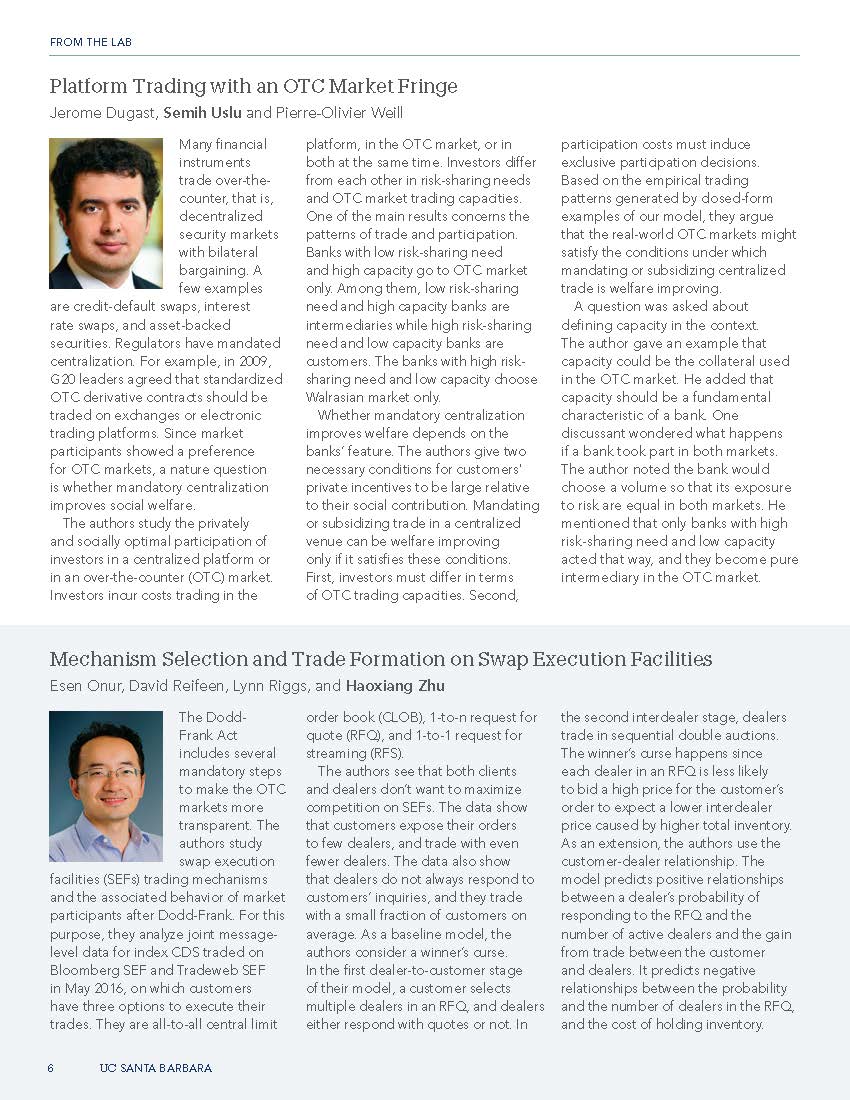 FROM THE LAB
Platform Trading with an OTC Market Fringe
Jerome Dugast, Semih Uslu and Pierre-Olivier Weill
Many financial
instruments
trade over-the-
counter, that is,
decentralized
security markets
with bilateral
bargaining. A
few examples
are credit-default swaps, interest
rate swaps, and asset-backed
securities. Regulators have mandated
centralization. For example, in 2009,
G20 leaders agreed that standardized
OTC derivative contracts should be
traded on exchanges or electronic
trading platforms. Since market
participants showed a preference
for OTC markets, a nature question
is whether mandatory centralization
improves social welfare.
The authors study the privately
and socially optimal participation of
investors in a centralized platform or
in an over-the-counter (OTC) market.
Investors incur costs trading in the
platform, in the OTC market, or in
both at the same time. Investors differ
from each other in risk-sharing needs
and OTC market trading capacities.
One of the main results concerns the
patterns of trade and participation.
Banks with low risk-sharing need
and high capacity go to OTC market
only. Among them, low risk-sharing
need and high capacity banks are
intermediaries while high risk-sharing
need and low capacity banks are
customers. The banks with high risk-
sharing need and low capacity choose
Walrasian market only.
Whether mandatory centralization
improves welfare depends on the
banks' feature. The authors give two
necessary conditions for customers'
private incentives to be large relative
to their social contribution. Mandating
or subsidizing trade in a centralized
venue can be welfare improving
only if it satisfies these conditions.
First, investors must differ in terms
of OTC trading capacities. Second,
participation costs must induce
exclusive participation decisions.
Based on the empirical trading
patterns generated by closed-form
examples of our model, they argue
that the real-world OTC markets might
satisfy the conditions under which
mandating or subsidizing centralized
trade is welfare improving.
A question was asked about
defining capacity in the context.
The author gave an example that
capacity could be the collateral used
in the OTC market. He added that
capacity should be a fundamental
characteristic of a bank. One
discussant wondered what happens
if a bank took part in both markets.
The author noted the bank would
choose a volume so that its exposure
to risk are equal in both markets. He
mentioned that only banks with high
risk-sharing need and low capacity
acted that way, and they become pure
intermediary in the OTC market.
Mechanism Selection and Trade Formation on Swap Execution Facilities
Esen Onur, David Reifeen, Lynn Riggs, and Haoxiang Zhu
The Dodd-
Frank Act
includes several
mandatory steps
to make the OTC
markets more
transparent. The
authors study
swap execution
facilities (SEFs) trading mechanisms
and the associated behavior of market
participants after Dodd-Frank. For this
purpose, they analyze joint message-
level data for index CDS traded on
Bloomberg SEF and Tradeweb SEF
in May 2016, on which customers
have three options to execute their
trades. They are all-to-all central limit
order book (CLOB), 1-to-n request for
quote (RFQ), and 1-to-1 request for
streaming (RFS).
The authors see that both clients
and dealers don't want to maximize
competition on SEFs. The data show
that customers expose their orders
to few dealers, and trade with even
fewer dealers. The data also show
that dealers do not always respond to
customers' inquiries, and they trade
with a small fraction of customers on
average. As a baseline model, the
authors consider a winner's curse.
In the first dealer-to-customer stage
of their model, a customer selects
multiple dealers in an RFQ, and dealers
either respond with quotes or not. In
the second interdealer stage, dealers
trade in sequential double auctions.
The winner's curse happens since
each dealer in an RFQ is less likely
to bid a high price for the customer's
order to expect a lower interdealer
price caused by higher total inventory.
As an extension, the authors use the
customer-dealer relationship. The
model predicts positive relationships
between a dealer's probability of
responding to the RFQ and the
number of active dealers and the gain
from trade between the customer
and dealers. It predicts negative
relationships between the probability
and the number of dealers in the RFQ,
and the cost of holding inventory.
6 UC SANTA BARBARA